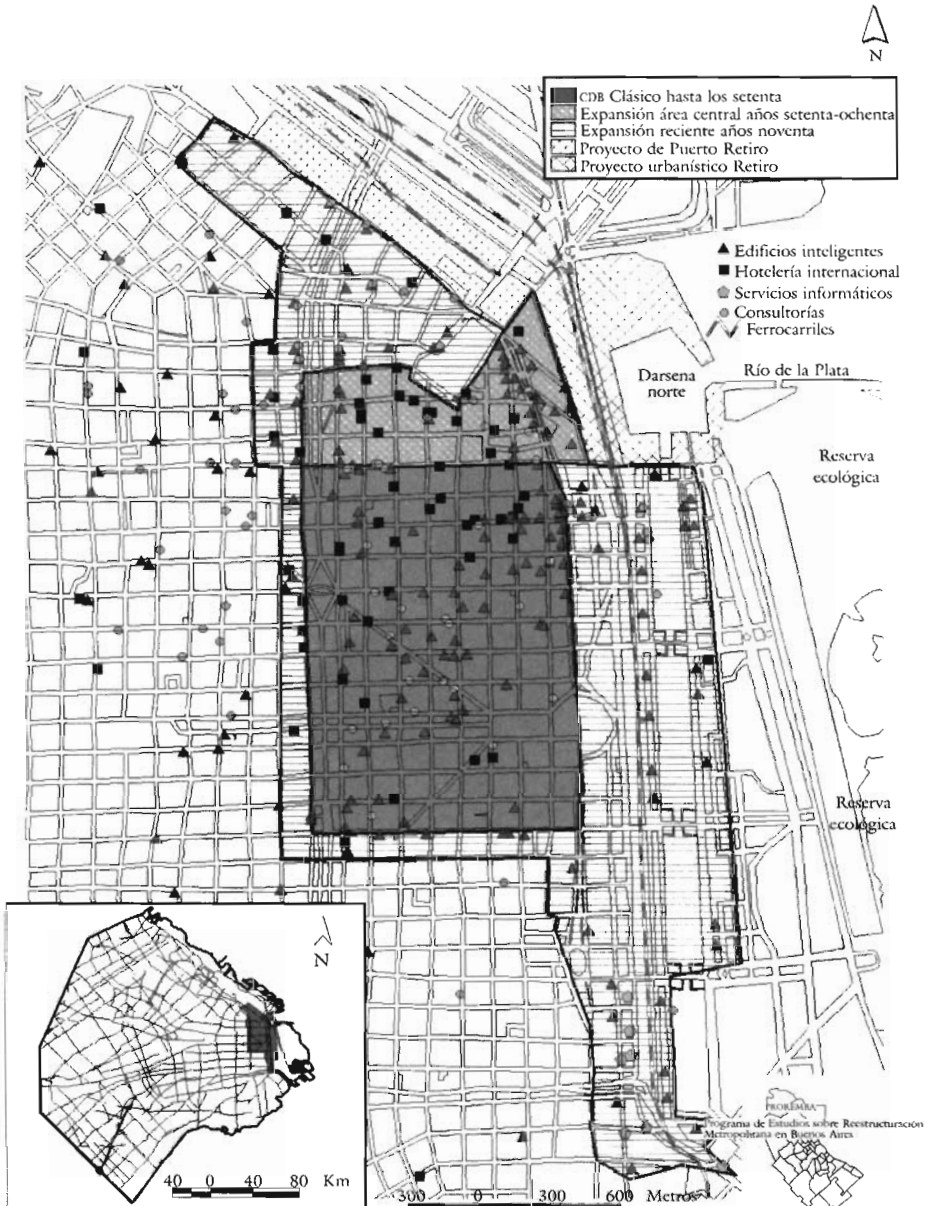 N
CDB Clásico hasta los setenta
Expansión área central años setenta-ochenta
Expansión reciente años noventa
Proyecto de Puerto Retiro
Proyecto urbanístico Retiro
Edificios inteligentes
Hotelería internacional
Servicios informáticos
Consultorías
Ferrocarriles
Darsena
norte
Río de la Plata
Reserva
ecológica
Reserva
ecológica
N
40 0 40 80 Km
PROREMBA
Programa de Estudios sobre Reestructuración
Metropolitana en Buenos Aires
300 0 300 600 Metros